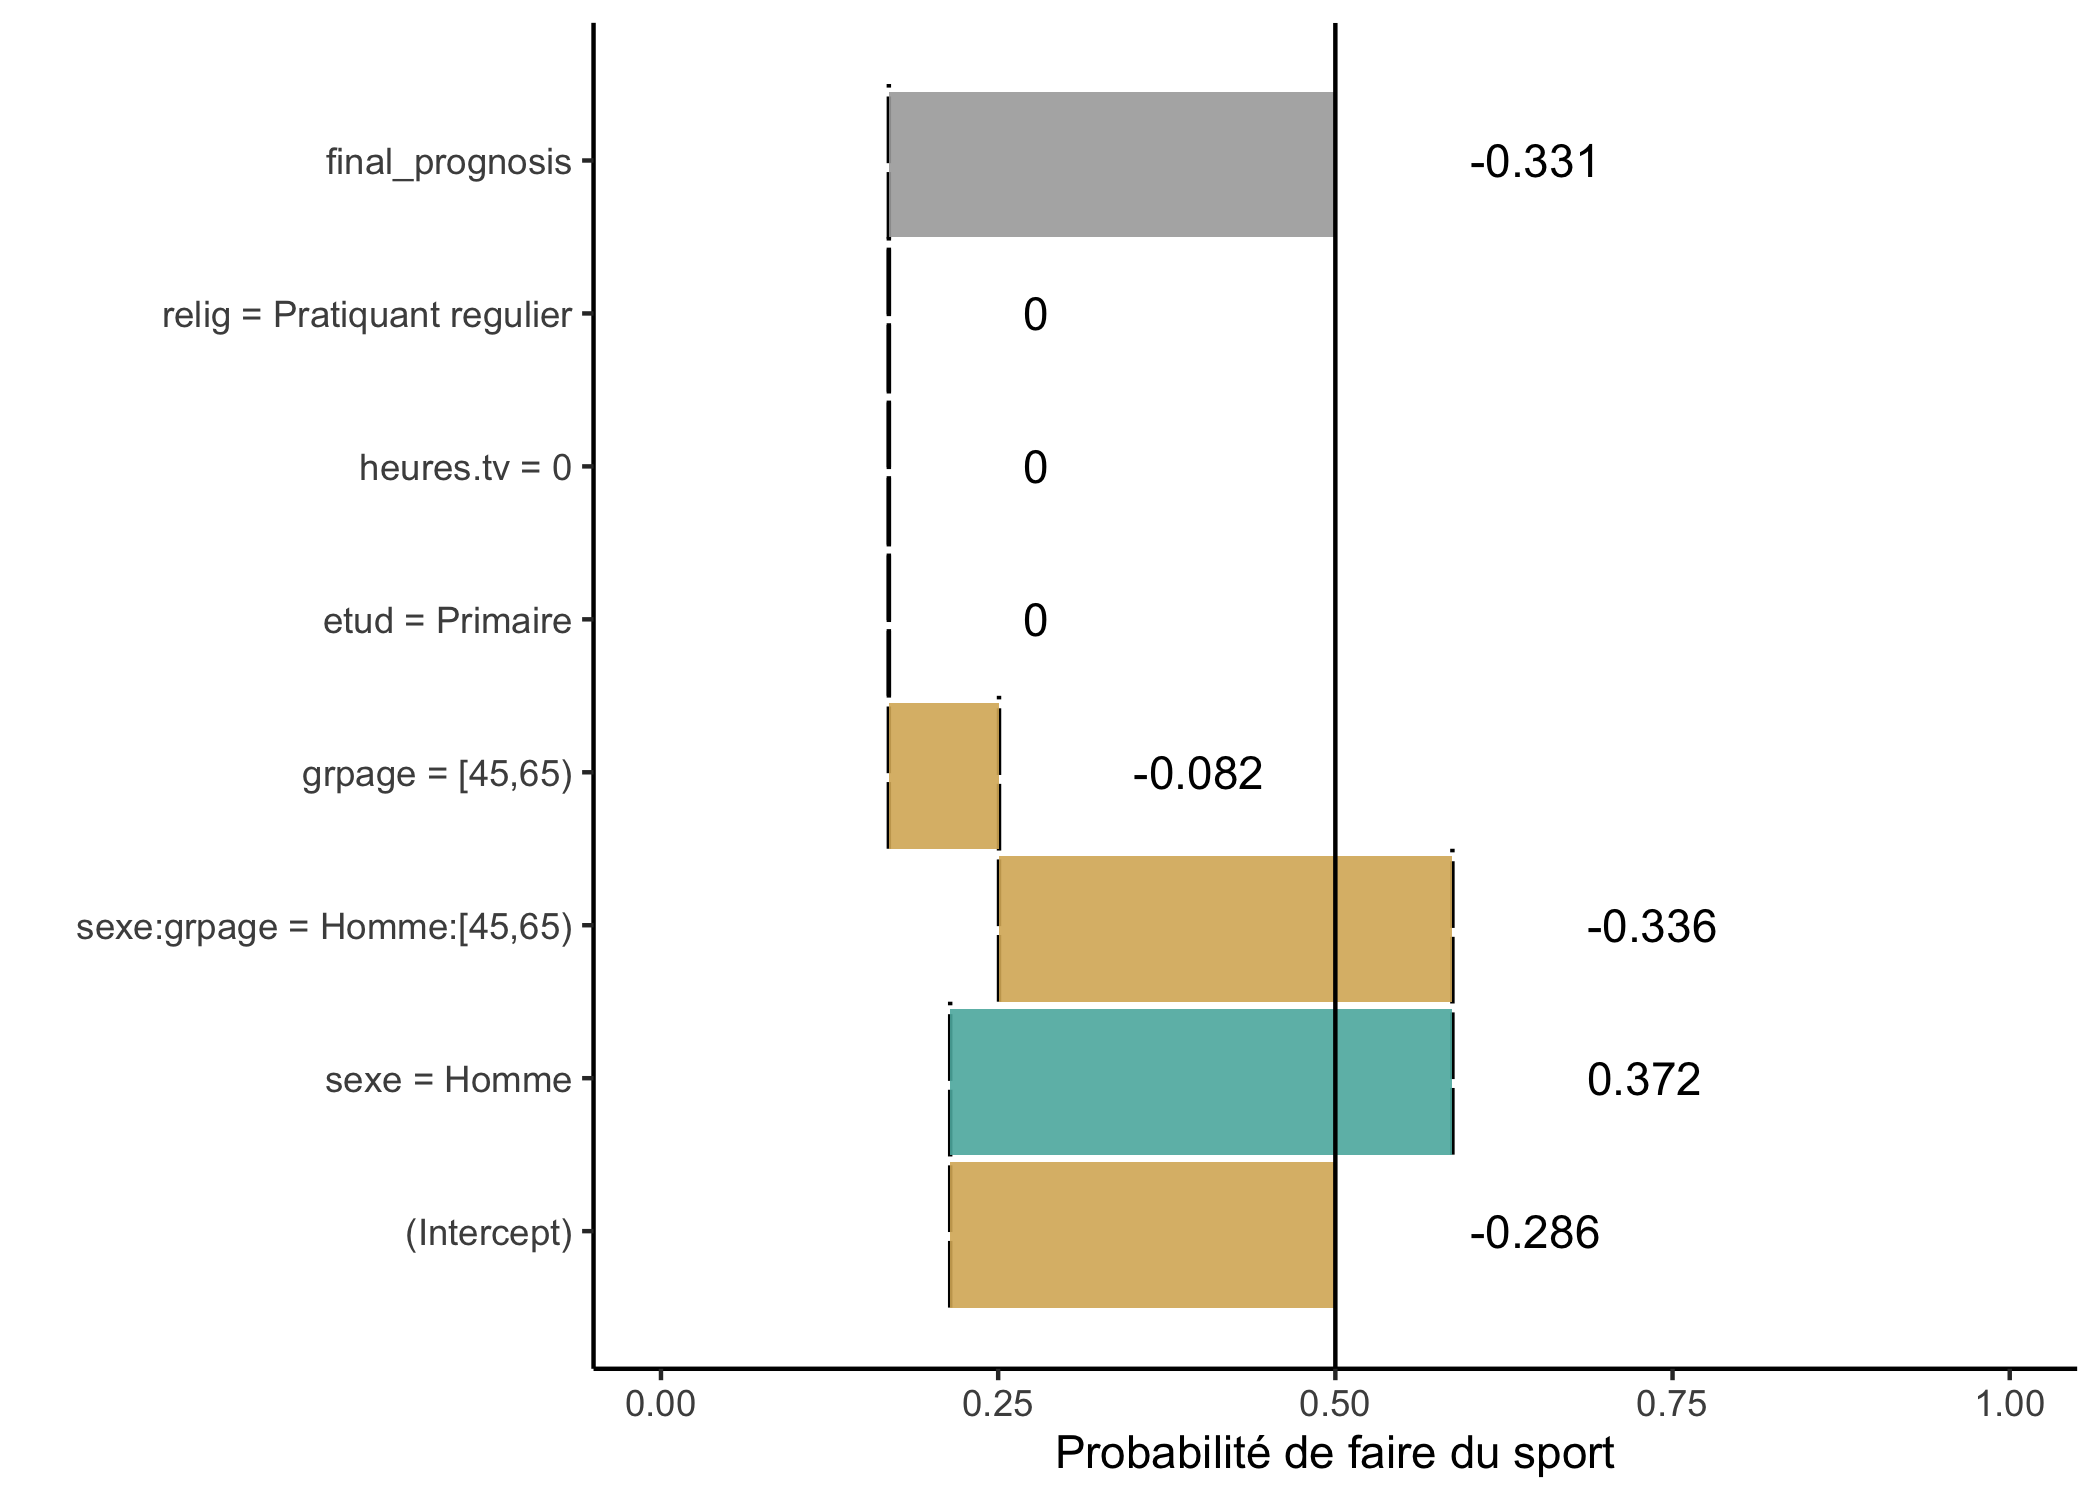 final_prognosis -0.331
relig = Pratiquant regulier 0
heures.tv = 0 0
etud = Primaire 0
grpage = [45,65) -0.082
sexe:grpage = Homme:[45,65) -0.336
sexe = Homme 0.372
(Intercept) -0.286
0.00 0.25 0.50 0.75 1.00
Probabilité de faire du sport